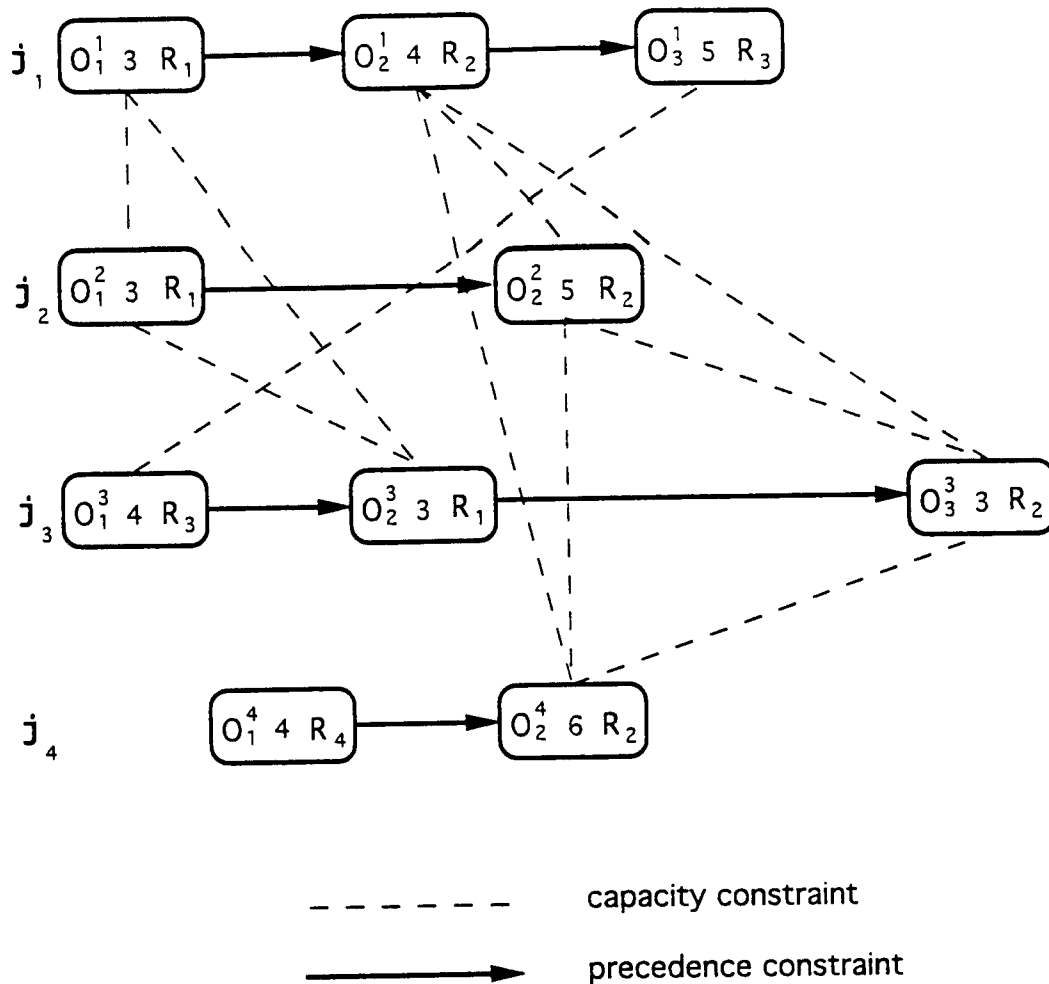 j₁ O₁¹ 3 R₁ O₂¹ 4 R₂ O₃¹ 5 R₃
j₂ O₁² 3 R₁ O₂² 5 R₂
j₃ O₁³ 4 R₃ O₂³ 3 R₁ O₃³ 3 R₂
j₄ O₁⁴ 4 R₄ O₂⁴ 6 R₂
capacity constraint
precedence constraint